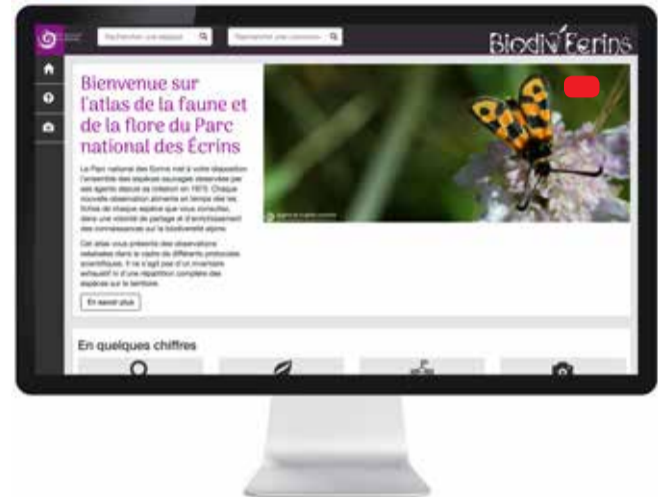 Rechercher une espèce
Rechercher une commune
Biodiv'Ecrins
Bienvenue sur
l'atlas de la faune et
de la flore du Parc
national des Écrins
Le Parc national des Ecrins met à votre disposition
l'ensemble des espèces sauvages observées par
ses agents depuis sa création en 1973. Chaque
nouvelle observation alimente en temps réel les
fiches de chaque espèce que vous consultez,
dans une volonté de partage et d'enrichissement
des connaissances sur la biodiversité alpine.
Cet atlas vous présente des observations
réalisées dans le cadre de différents protocoles
scientifiques. Il ne s'agit pas d'un inventaire
exhaustif ni d'une répartition complète des
espèces sur le territoire.
En savoir plus
En quelques chiffres